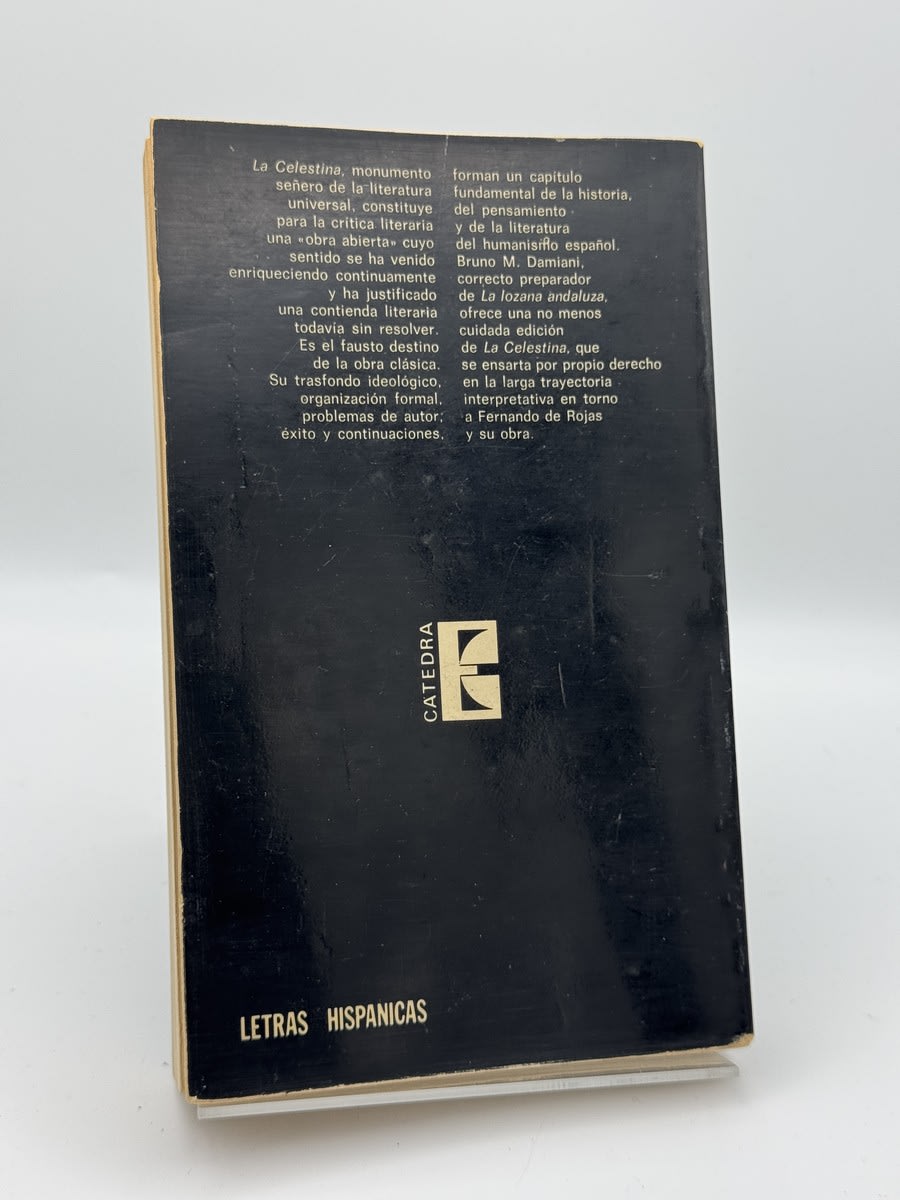 La Celestina, monumento
señero de la literatura
universal, constituye
para la crítica literaria
una «obra abierta» cuyo
sentido se ha venido
enriqueciendo continuamente
y ha justificado
una contienda literaria
todavía sin resolver.
Es el fausto destino
de la obra clásica.
Su trasfondo ideológico,
organización formal,
problemas de autor,
éxito y continuaciones,
forman un capítulo
fundamental de la historia,
del pensamiento
y de la literatura
del humanismo español.
Bruno M. Damiani,
correcto preparador
de La lozana andaluza,
ofrece una no menos
cuidada edición
de La Celestina, que
se ensarta por propio derecho
en la larga trayectoria
interpretativa en torno
a Fernando de Rojas
y su obra.
CATEDRA
LETRAS HISPANICAS